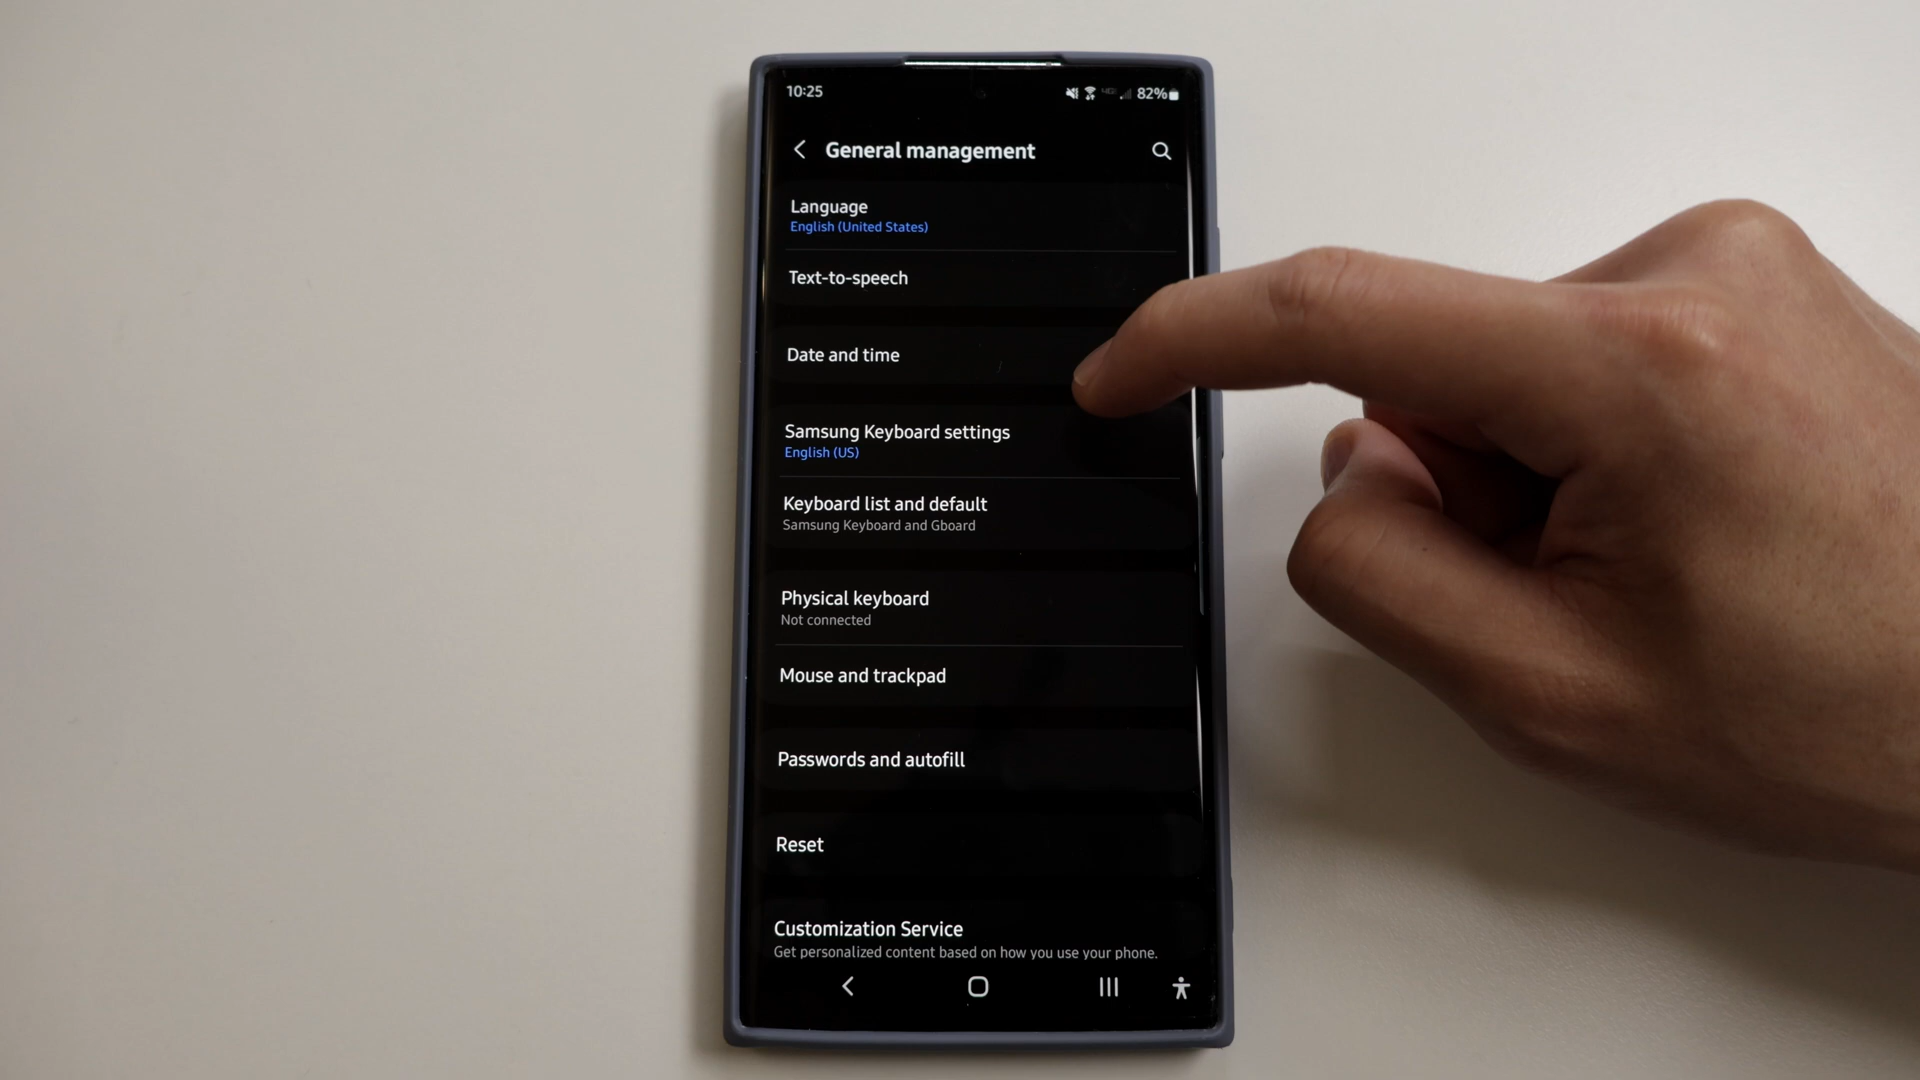 10:25
82%
General management
Language
English (United States)
Text-to-speech
Date and time
Samsung Keyboard settings
English (US)
Keyboard list and default
Samsung Keyboard and Gboard
Physical keyboard
Not connected
Mouse and trackpad
Passwords and autofill
Reset
Customization Service
Get personalized content based on how you use your phone.